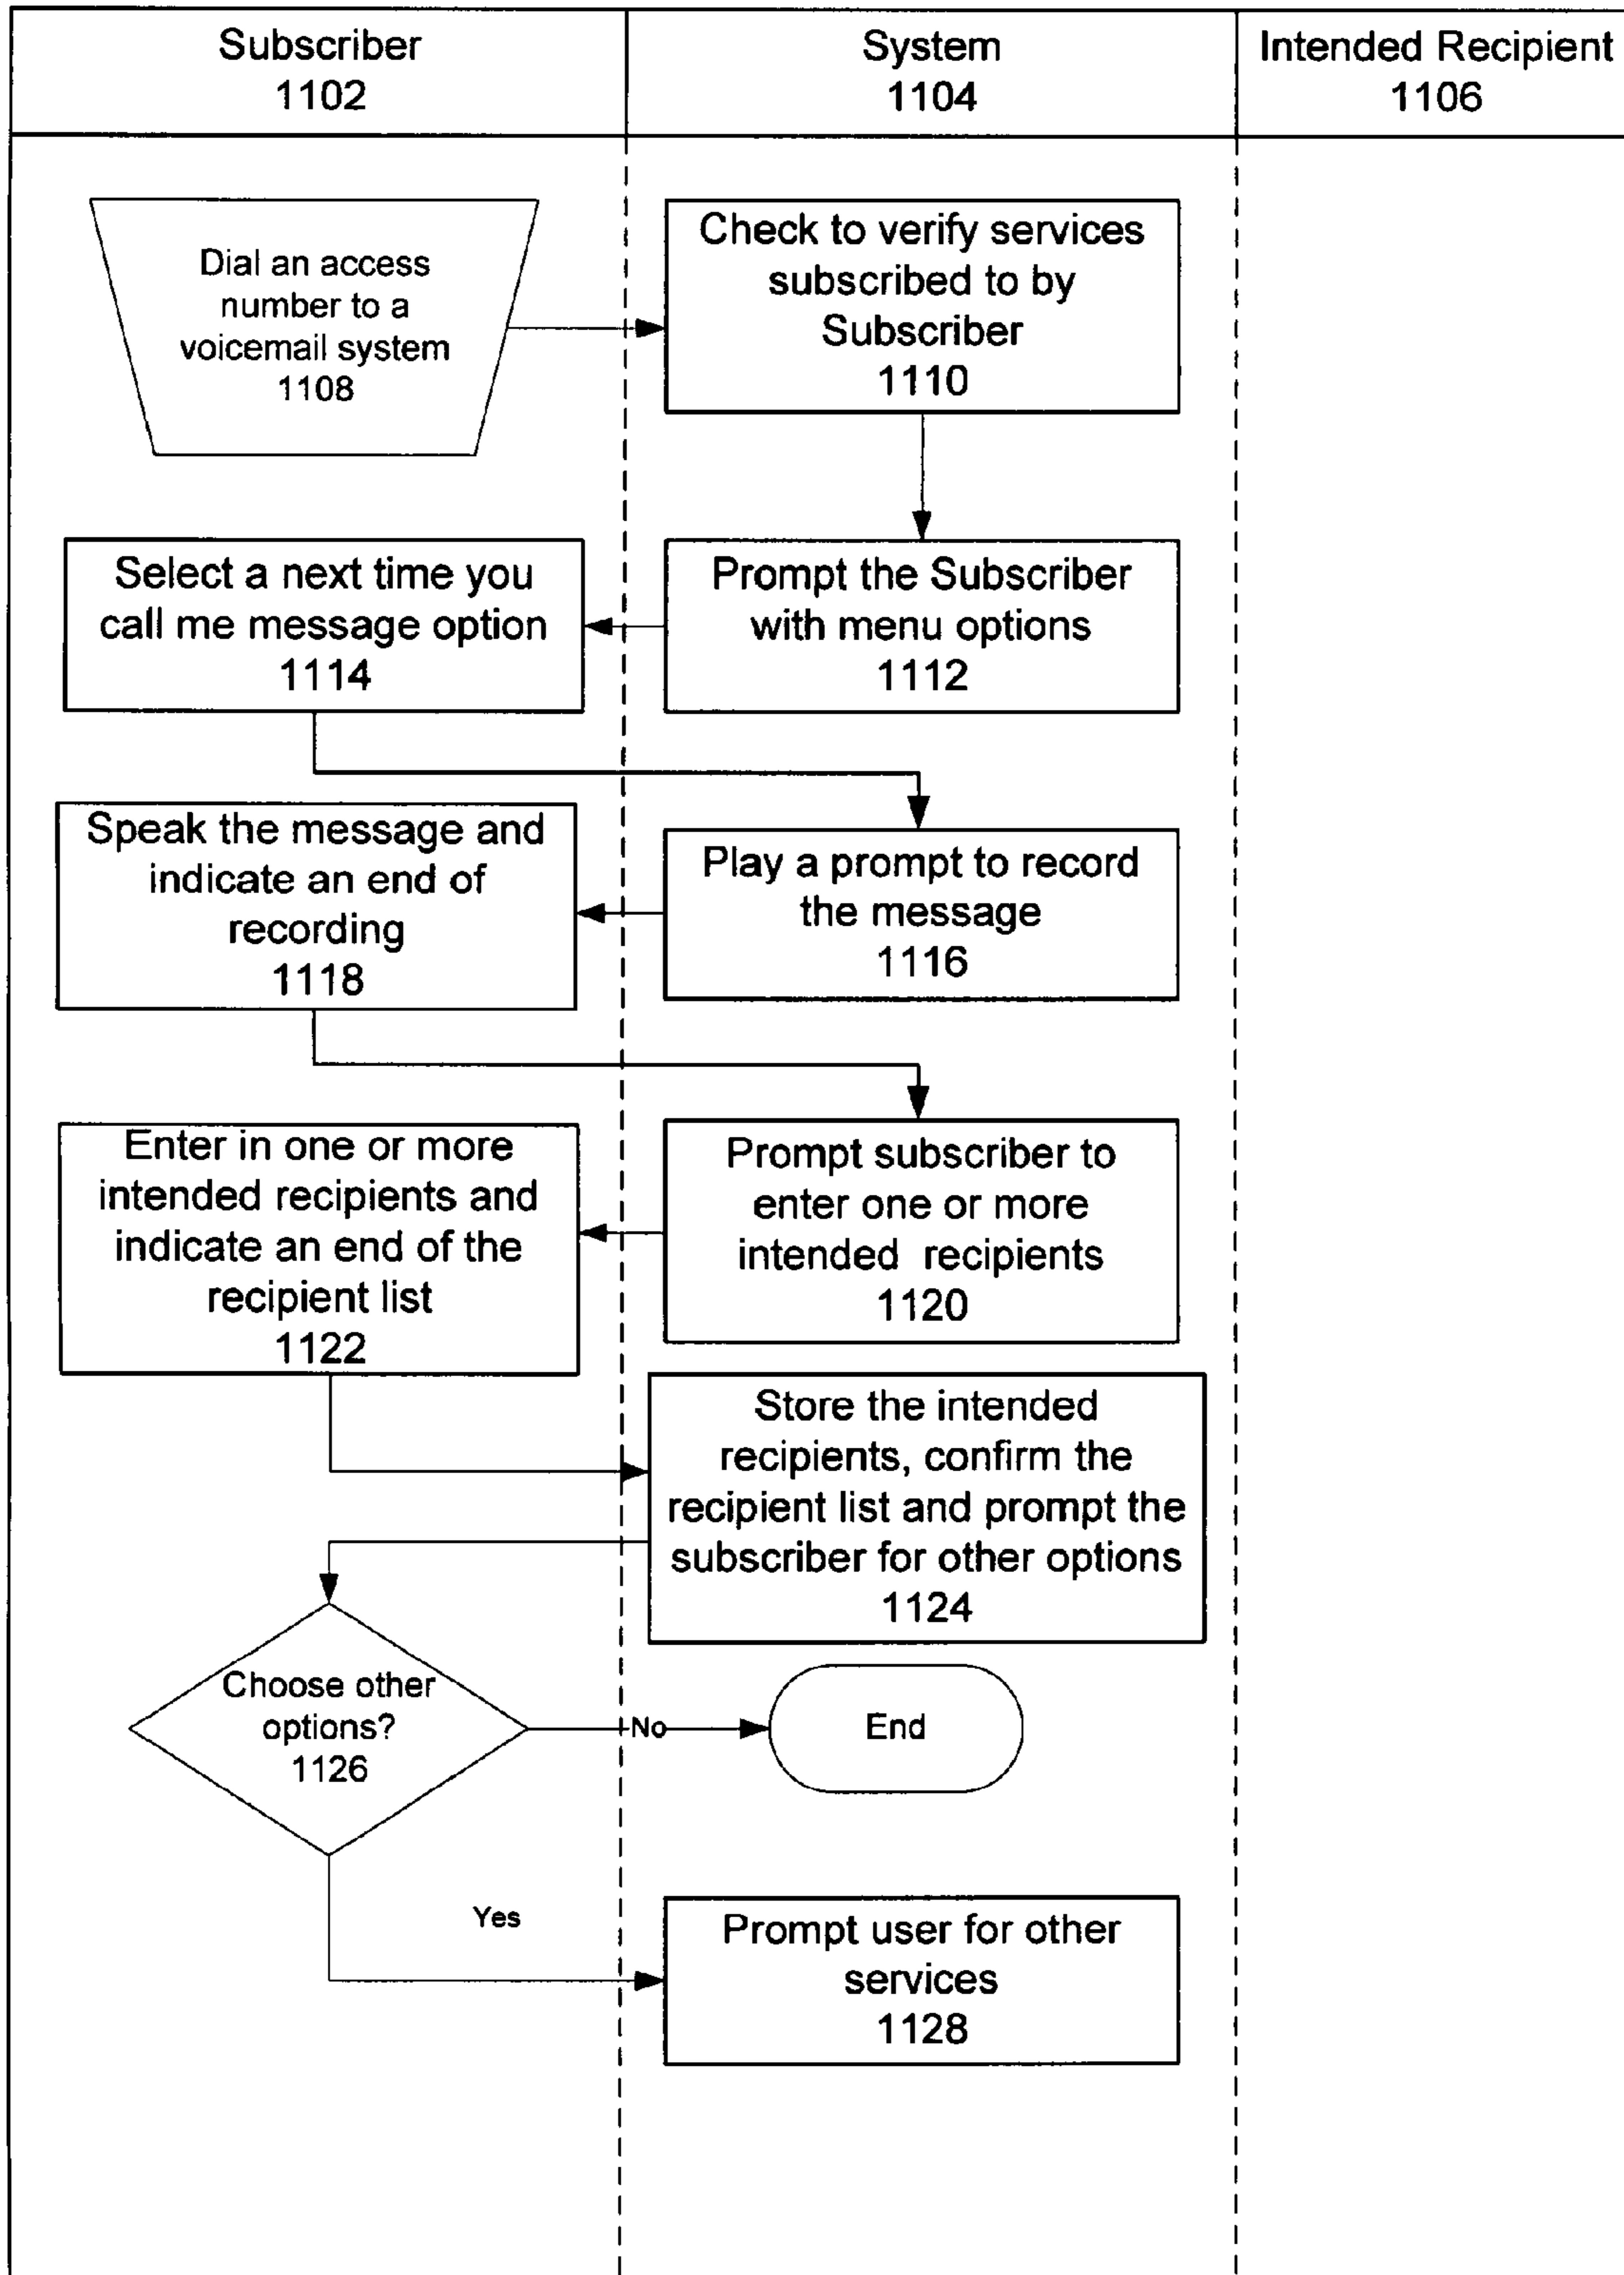 Subscriber
1102
System
1104
Intended Recipient
1106
Dial an access
number to a
voicemail system
1108
Check to verify services
subscribed to by
Subscriber
1110
Select a next time you
call me message option
1114
Prompt the Subscriber
with menu options
1112
Speak the message and
indicate an end of
recording
1118
Play a prompt to record
the message
1116
Enter in one or more
intended recipients and
indicate an end of the
recipient list
1122
Prompt subscriber to
enter one or more
intended recipients
1120
Store the intended
recipients, confirm the
recipient list and prompt the
subscriber for other options
1124
Choose other
options?
1126
No
End
Yes
Prompt user for other
services
1128